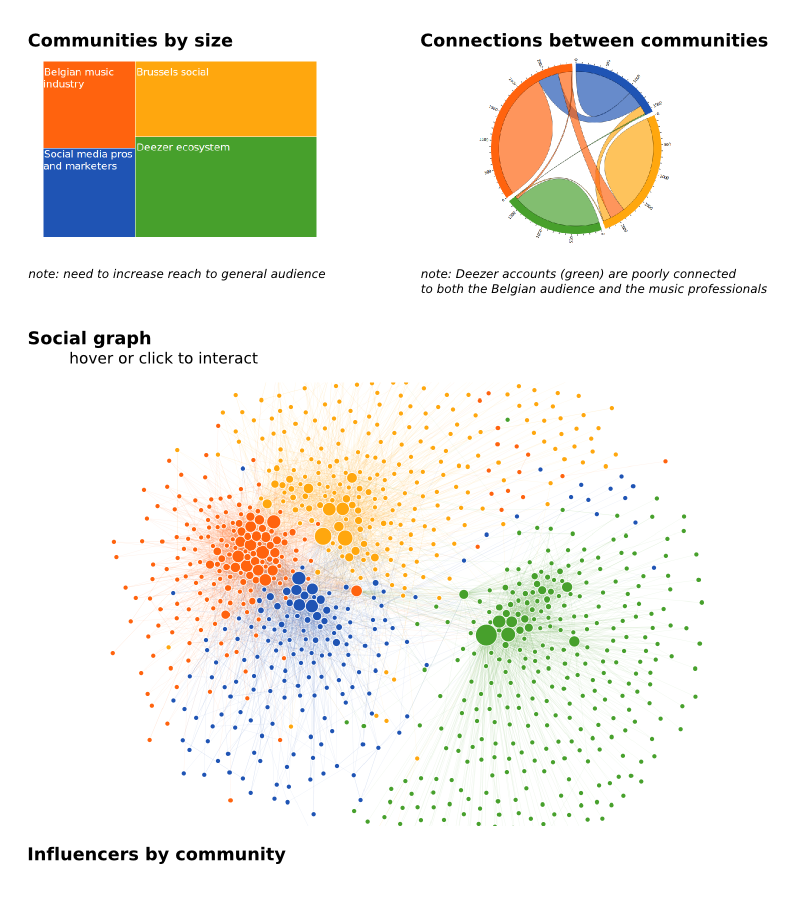 Communities by size
Connections between communities
Belgian music
industry
Brussels social
Social media pros
and marketers
Deezer ecosystem
note: need to increase reach to general audience
note: Deezer accounts (green) are poorly connected
to both the Belgian audience and the music professionals
Social graph
hover or click to interact
Influencers by community